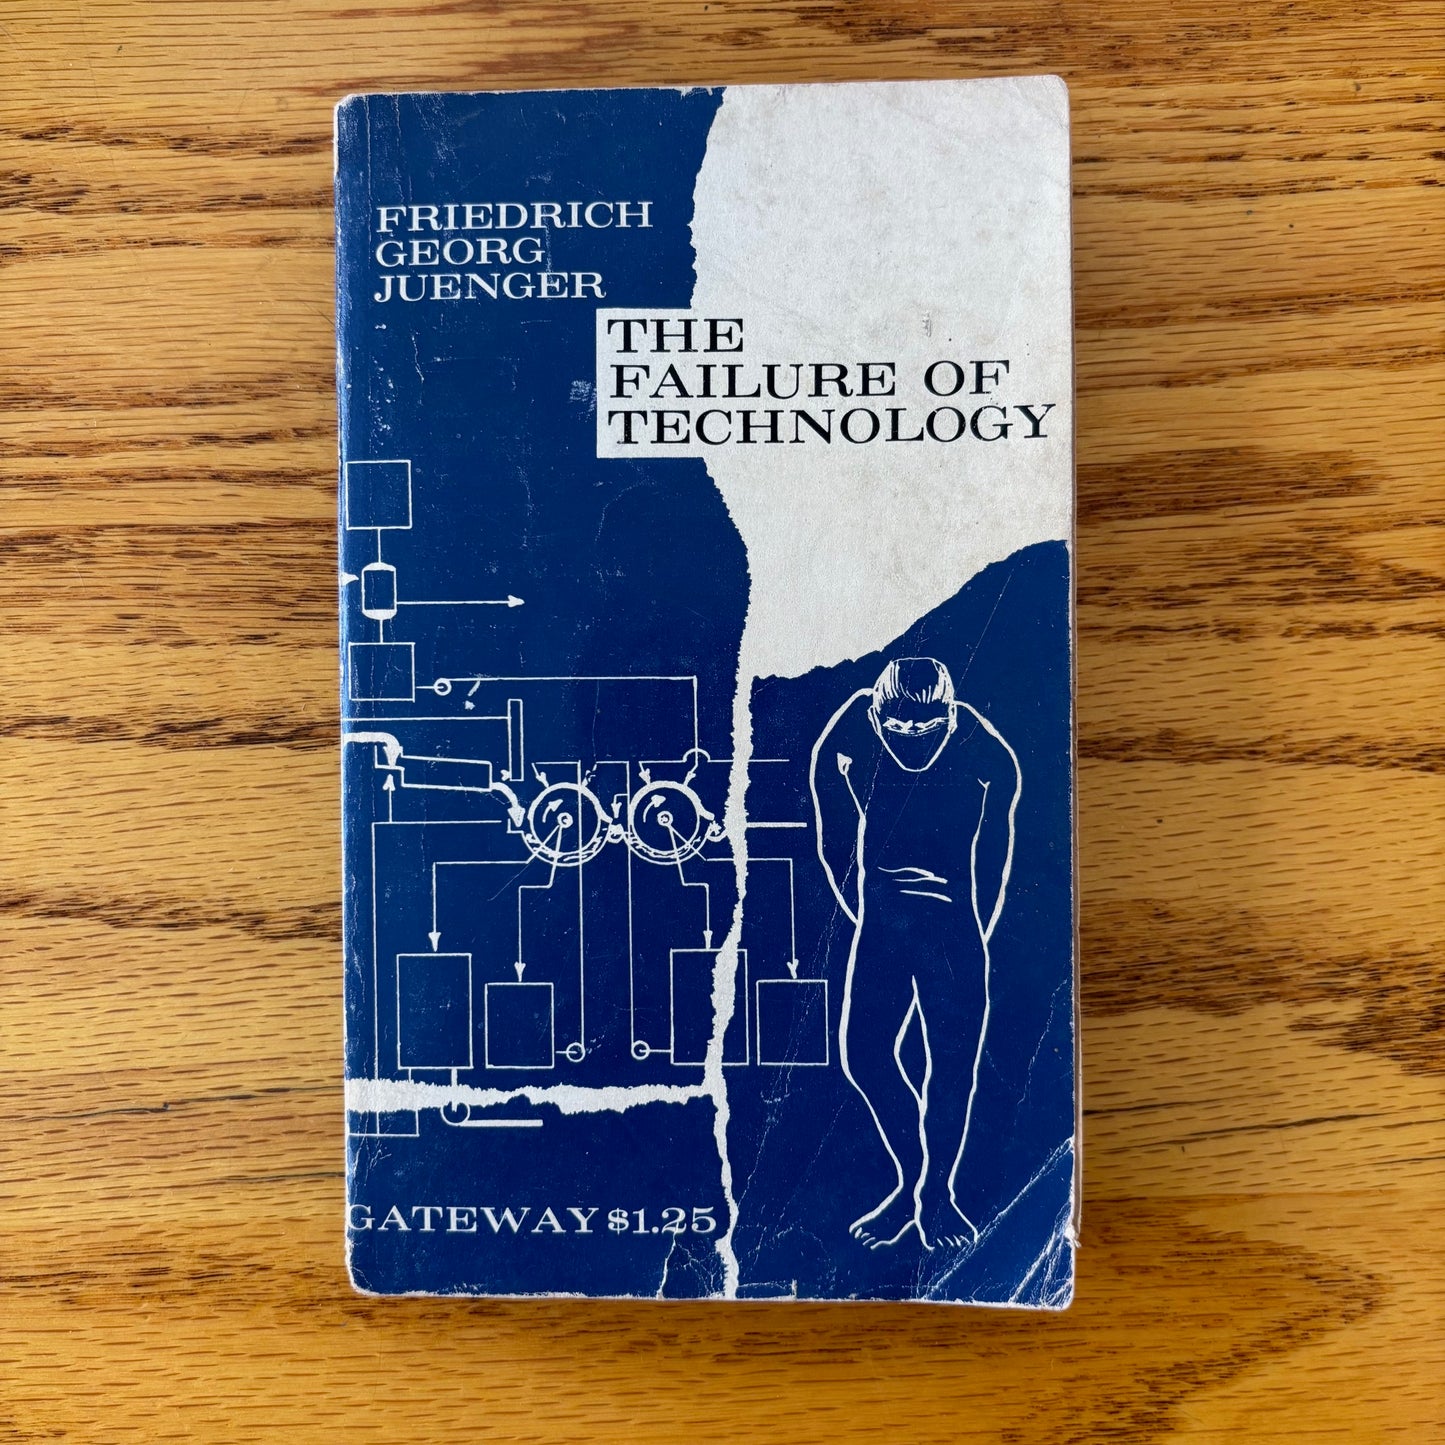 FRIEDRICH
GEORG
JUENGER
THE
FAILURE OF
TECHNOLOGY
GATEWAY $1.25